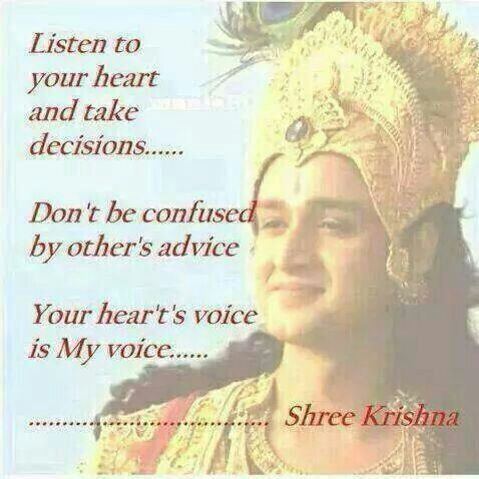 Listen to
your heart
and take
decisions......
Don't be confused
by other's advice
Your hear't's voice
is My voice......
.................................... Shree Krishna